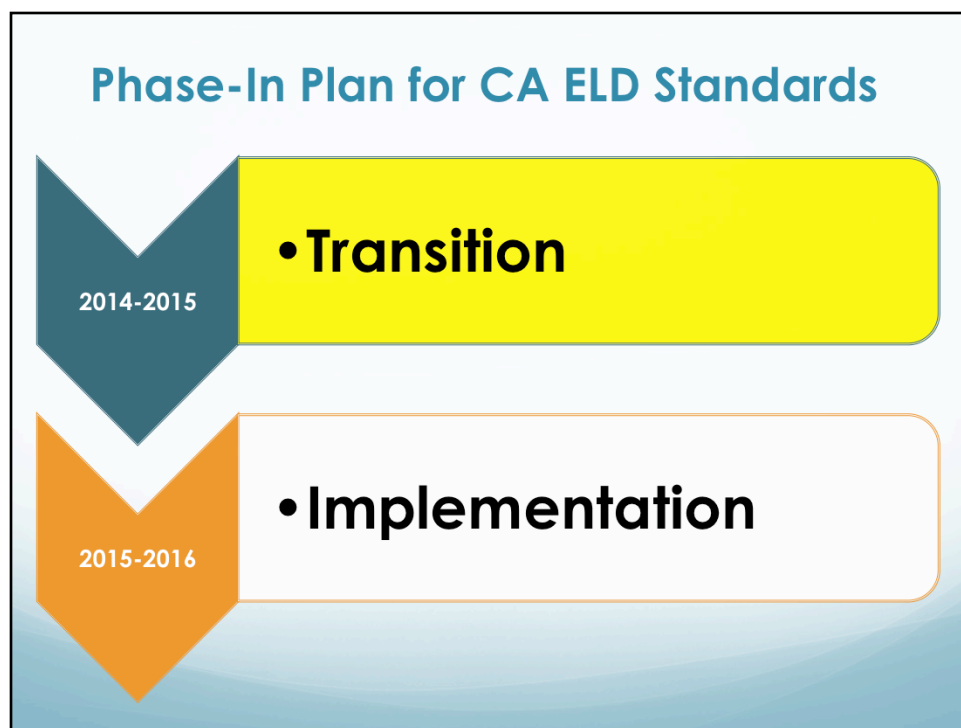 Phase-In Plan for CA ELD Standards
2014-2015
•Transition
2015-2016
•Implementation